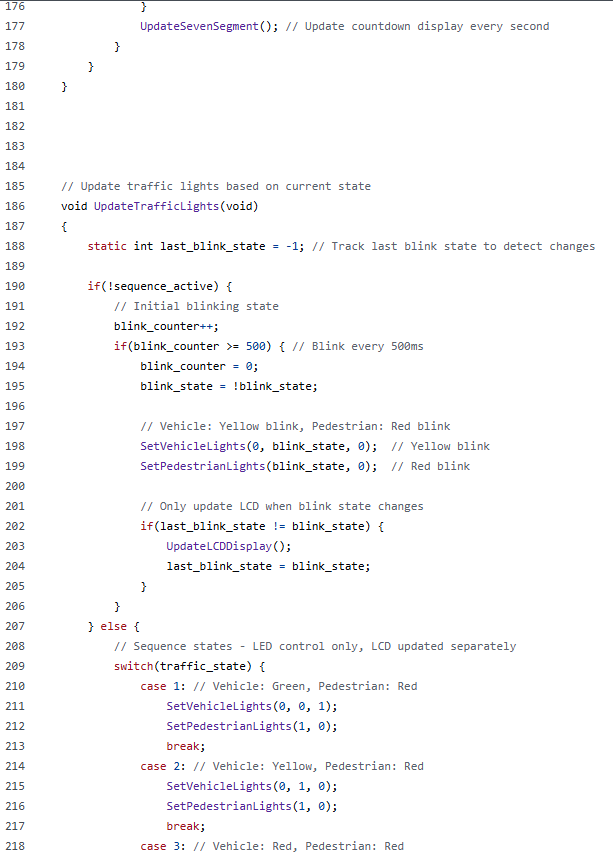 176                 }
177                 UpdateSevenSegment(); // Update countdown display every second
178             }
179         }
180     }
181
182
183
184
185     // Update traffic lights based on current state
186     void UpdateTrafficLights(void)
187     {
188         static int last_blink_state = -1; // Track last blink state to detect changes
189
190         if(!sequence_active) {
191             // Initial blinking state
192             blink_counter++;
193             if(blink_counter >= 500) { // Blink every 500ms
194                 blink_counter = 0;
195                 blink_state = !blink_state;
196
197                 // Vehicle: Yellow blink, Pedestrian: Red blink
198                 SetVehicleLights(0, blink_state, 0);  // Yellow blink
199                 SetPedestrianLights(blink_state, 0);  // Red blink
200
201                 // Only update LCD when blink state changes
202                 if(last_blink_state != blink_state) {
203                     UpdateLCDDisplay();
204                     last_blink_state = blink_state;
205                 }
206             }
207         } else {
208             // Sequence states - LED control only, LCD updated separately
209             switch(traffic_state) {
210                 case 1: // Vehicle: Green, Pedestrian: Red
211                     SetVehicleLights(0, 0, 1);
212                     SetPedestrianLights(1, 0);
213                     break;
214                 case 2: // Vehicle: Yellow, Pedestrian: Red
215                     SetVehicleLights(0, 1, 0);
216                     SetPedestrianLights(1, 0);
217                     break;
218                 case 3: // Vehicle: Red, Pedestrian: Red